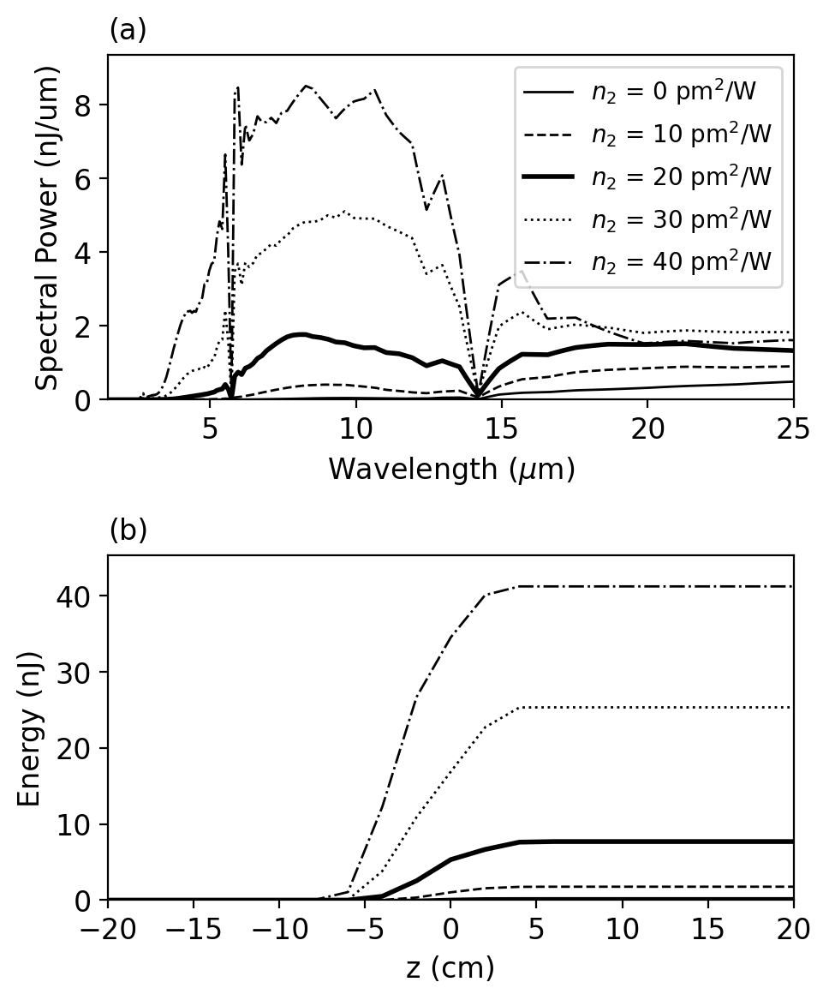 (a)
Spectral Power (nJ/um)
8
6
4
2
0
n₂ = 0 pm²/W
n₂ = 10 pm²/W
n₂ = 20 pm²/W
n₂ = 30 pm²/W
n₂ = 40 pm²/W
5 10 15 20 25
Wavelength (μm)
(b)
Energy (nJ)
40
30
20
10
0
−20 −15 −10 −5 0 5 10 15 20
z (cm)